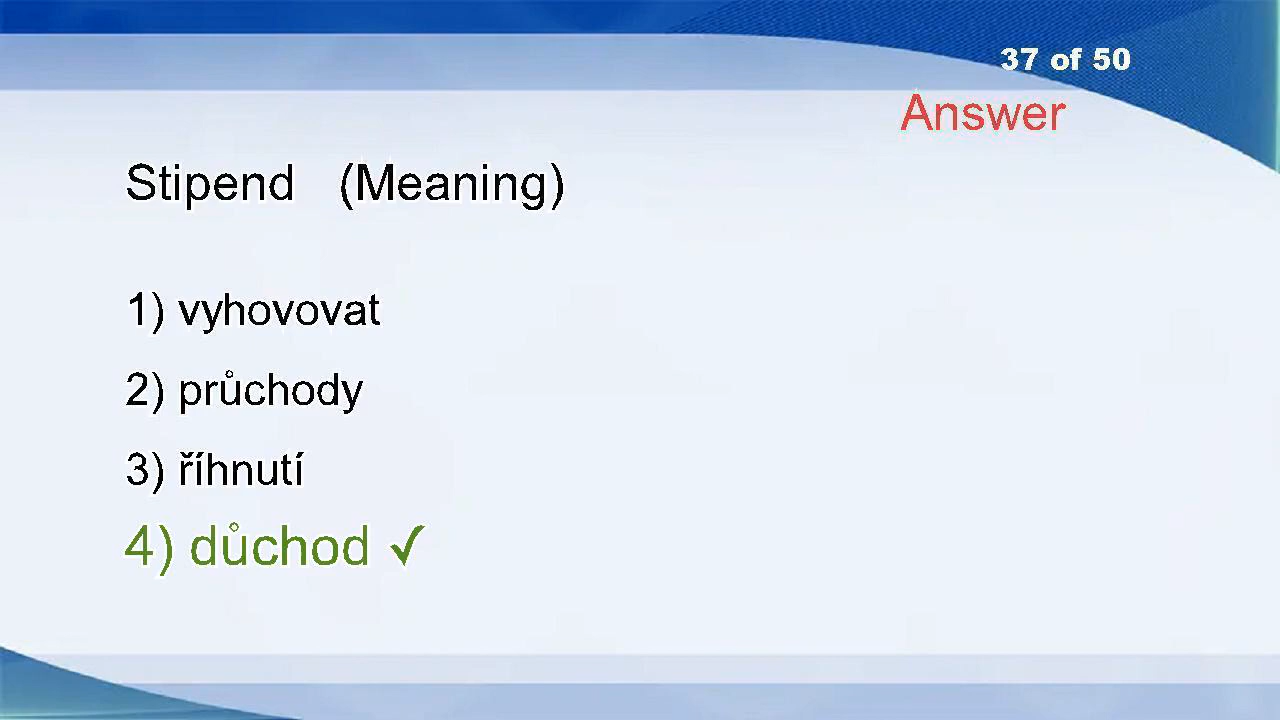 37 of 50
Answer
Stipend (Meaning)
1) vyhovovat
2) průchody
3) říhnutí
4) důchod ✓